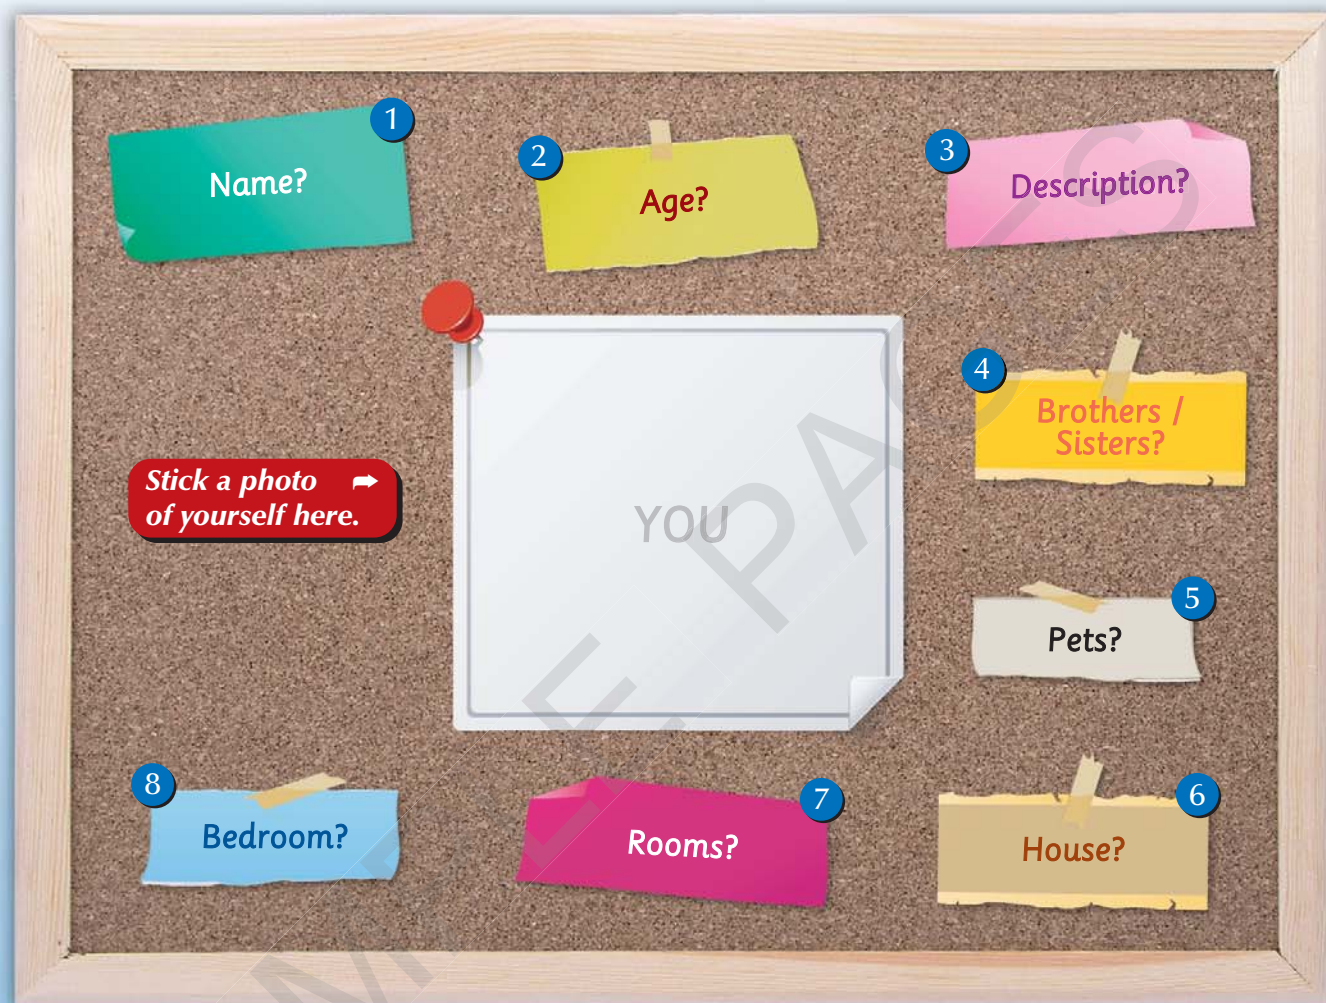 1
Name?
2
Age?
3
Description?
4
Brothers /
Sisters?
Stick a photo ➦
of yourself here.
YOU
5
Pets?
8
Bedroom?
7
Rooms?
6
House?